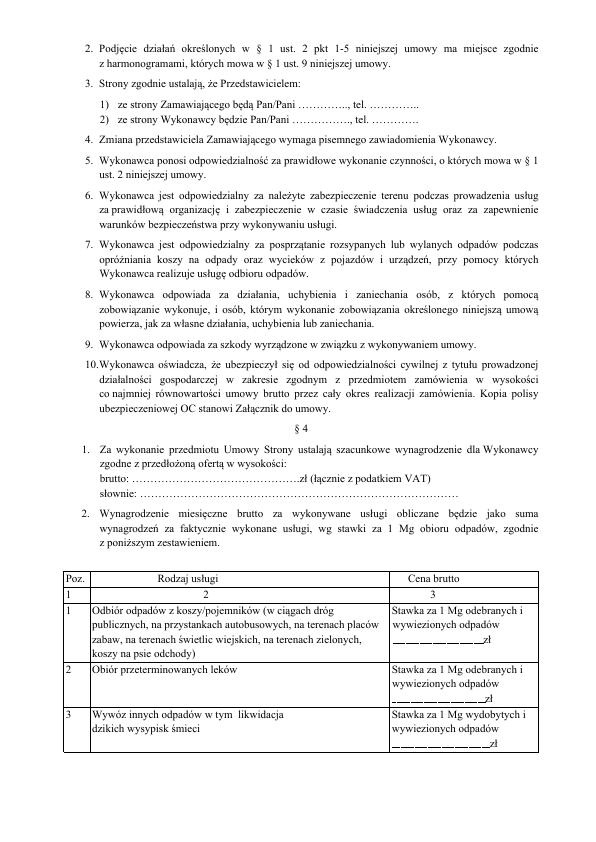 2. Podjęcie działań określonych w § 1 ust. 2 pkt 1-5 niniejszej umowy ma miejsce zgodnie
z harmonogramami, których mowa w § 1 ust. 9 niniejszej umowy.
3. Strony zgodnie ustalają, że Przedstawicielem:
1) ze strony Zamawiającego będą Pan/Pani ………….., tel. …………..
2) ze strony Wykonawcy będzie Pan/Pani ……………., tel. ………….
4. Zmiana przedstawiciela Zamawiającego wymaga pisemnego zawiadomienia Wykonawcy.
5. Wykonawca ponosi odpowiedzialność za prawidłowe wykonanie czynności, o których mowa w § 1
ust. 2 niniejszej umowy.
6. Wykonawca jest odpowiedzialny za należyte zabezpieczenie terenu podczas prowadzenia usług
za prawidłową organizację i zabezpieczenie w czasie świadczenia usług oraz za zapewnienie
warunków bezpieczeństwa przy wykonywaniu usługi.
7. Wykonawca jest odpowiedzialny za posprzątanie rozsypanych lub wylanych odpadów podczas
opróżniania koszy na odpady oraz wycieków z pojazdów i urządzeń, przy pomocy których
Wykonawca realizuje usługę odbioru odpadów.
8. Wykonawca odpowiada za działania, uchybienia i zaniechania osób, z których pomocą
zobowiązanie wykonuje, i osób, którym wykonanie zobowiązania określonego niniejszą umową
powierza, jak za własne działania, uchybienia lub zaniechania.
9. Wykonawca odpowiada za szkody wyrządzone w związku z wykonywaniem umowy.
10.Wykonawca oświadcza, że ubezpieczył się od odpowiedzialności cywilnej z tytułu prowadzonej
działalności gospodarczej w zakresie zgodnym z przedmiotem zamówienia w wysokości
co najmniej równowartości umowy brutto przez cały okres realizacji zamówienia. Kopia polisy
ubezpieczeniowej OC stanowi Załącznik do umowy.
§ 4
1. Za wykonanie przedmiotu Umowy Strony ustalają szacunkowe wynagrodzenie dla Wykonawcy
zgodne z przedłożoną ofertą w wysokości:
brutto: ……………………………………….zł (łącznie z podatkiem VAT)
słownie: ……………………………………………………………………………
2. Wynagrodzenie miesięczne brutto za wykonywane usługi obliczane będzie jako suma
wynagrodzeń za faktycznie wykonane usługi, wg stawki za 1 Mg obioru odpadów, zgodnie
z poniższym zestawieniem.
Poz. Rodzaj usługi Cena brutto
1 2 3
1 Odbiór odpadów z koszy/pojemników (w ciągach dróg Stawka za 1 Mg odebranych i
publicznych, na przystankach autobusowych, na terenach placów wywiezionych odpadów
zabaw, na terenach świetlic wiejskich, na terenach zielonych, _______________zł
koszy na psie odchody)
2 Obiór przeterminowanych leków Stawka za 1 Mg odebranych i
wywiezionych odpadów
_______________zł
3 Wywóz innych odpadów w tym likwidacja Stawka za 1 Mg wydobytych i
dzikich wysypisk śmieci wywiezionych odpadów
_______________zł